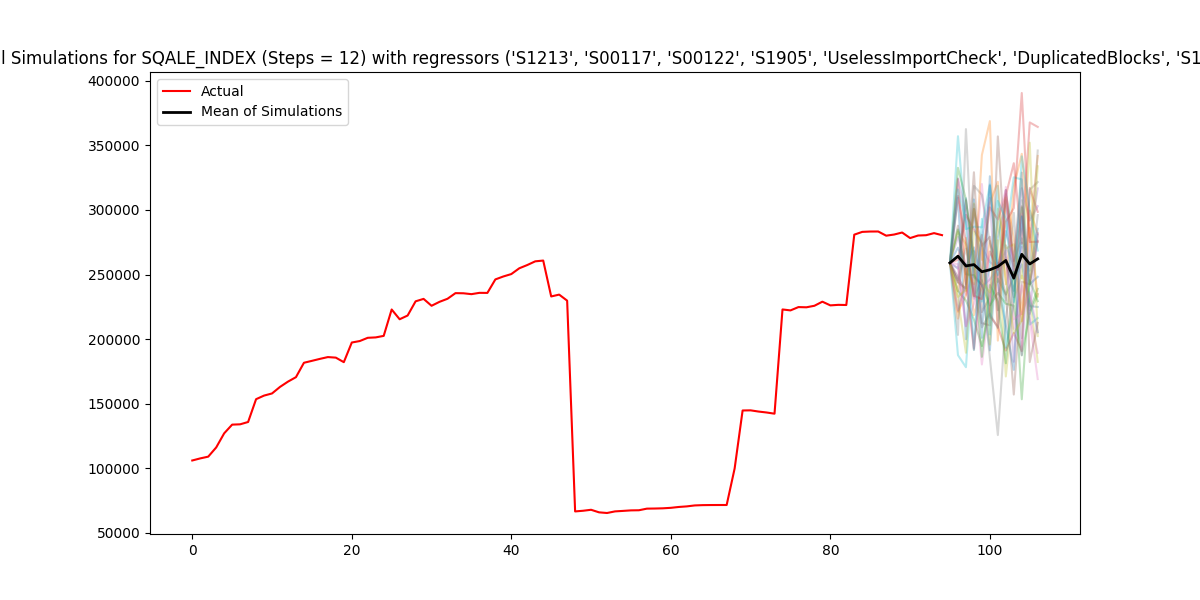 l Simulations for SQALE_INDEX (Steps = 12) with regressors ('S1213', 'S00117', 'S00122', 'S1905', 'UselessImportCheck', 'DuplicatedBlocks', 'S1
400000
350000
300000
250000
200000
150000
100000
50000
Actual
Mean of Simulations
0 20 40 60 80 100